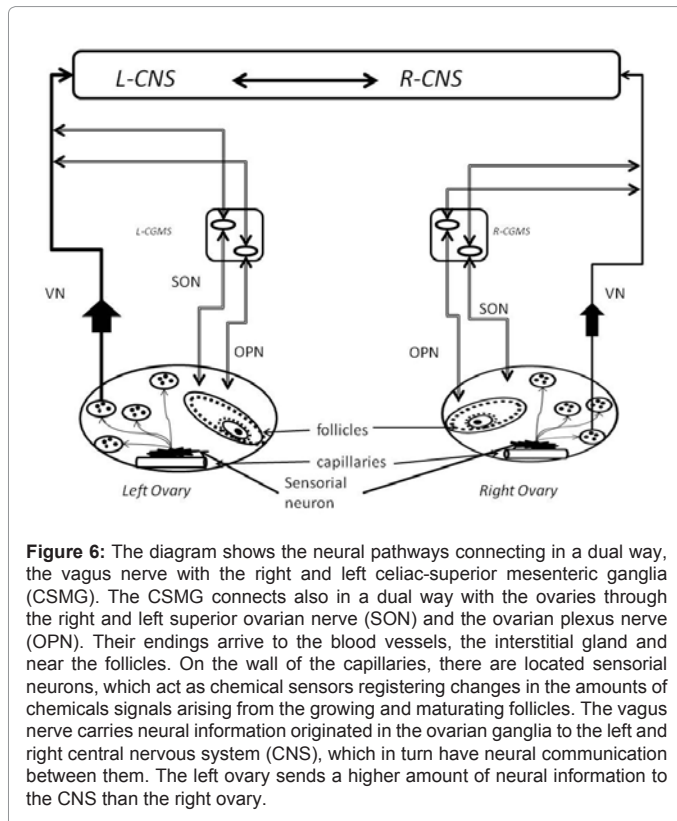 L-CNS R-CNS
L-CGMS R-CGMS
SON
VN SON VN
OPN OPN
follicles
capillaries
Left Ovary Sensorial Right Ovary
neuron
Figure 6: The diagram shows the neural pathways connecting in a dual way,
the vagus nerve with the right and left celiac-superior mesenteric ganglia
(CSMG). The CSMG connects also in a dual way with the ovaries through
the right and left superior ovarian nerve (SON) and the ovarian plexus nerve
(OPN). Their endings arrive to the blood vessels, the interstitial gland and
near the follicles. On the wall of the capillaries, there are located sensorial
neurons, which act as chemical sensors registering changes in the amounts of
chemicals signals arising from the growing and maturating follicles. The vagus
nerve carries neural information originated in the ovarian ganglia to the left and
right central nervous system (CNS), which in turn have neural communication
between them. The left ovary sends a higher amount of neural information to
the CNS than the right ovary.